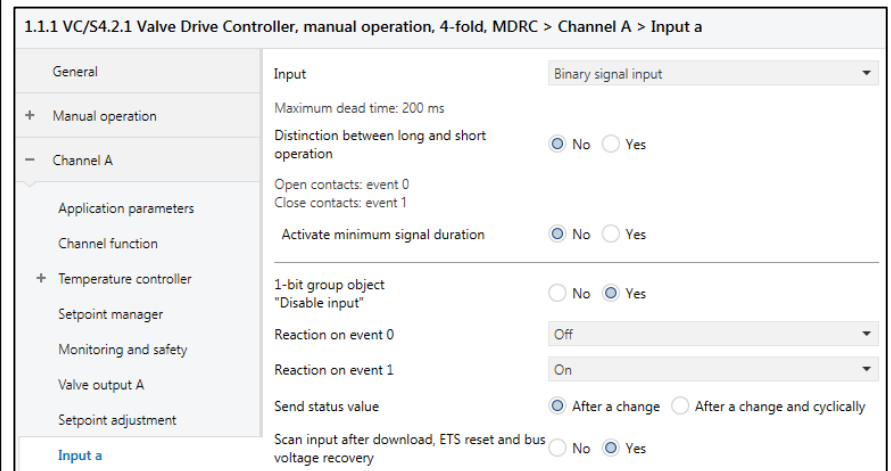 1.1.1 VC/S4.2.1 Valve Drive Controller, manual operation, 4-fold, MDRC > Channel A > Input a
General
+ Manual operation
− Channel A
Application parameters
Channel function
+ Temperature controller
Setpoint manager
Monitoring and safety
Valve output A
Setpoint adjustment
Input a
Input
Binary signal input
Maximum dead time: 200 ms
Distinction between long and short
operation
No Yes
Open contacts: event 0
Close contacts: event 1
Activate minimum signal duration
No Yes
1-bit group object
"Disable input"
No Yes
Reaction on event 0
Off
Reaction on event 1
On
Send status value
After a change After a change and cyclically
Scan input after download, ETS reset and bus
voltage recovery
No Yes